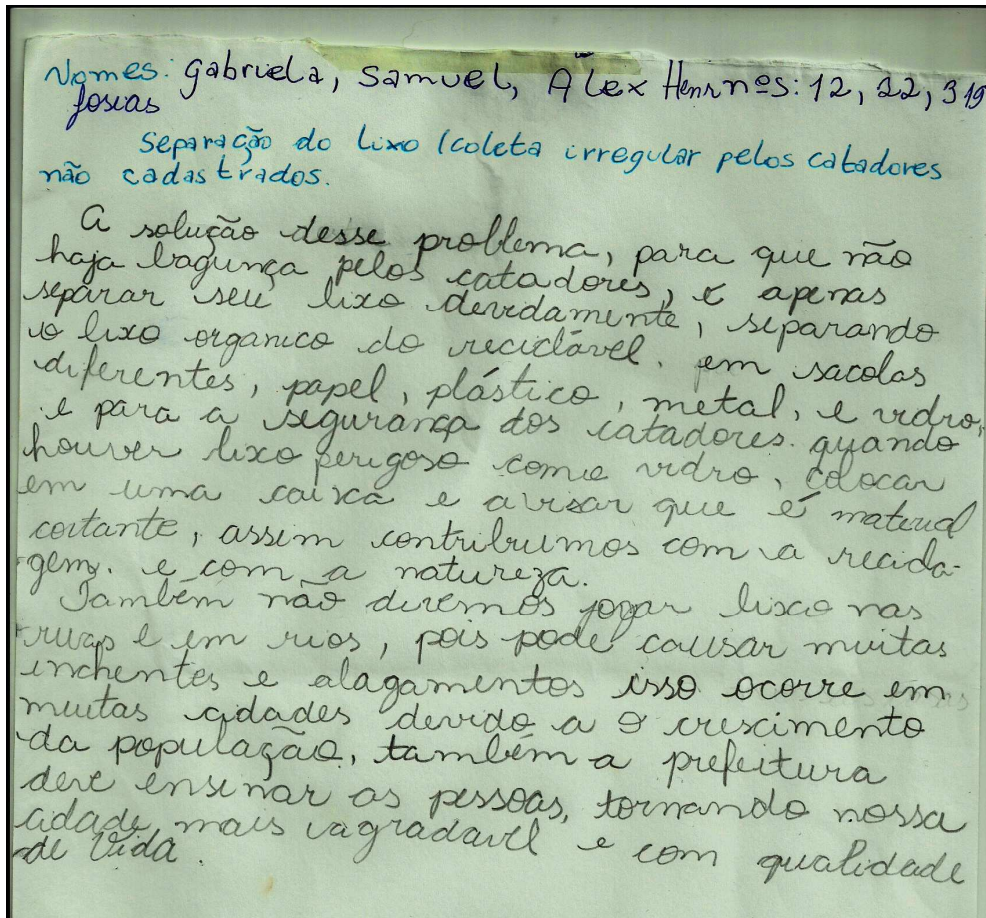 Nomes: Gabriela, Samuel, Álex Henr nºs: 12, 22, 3 19
Josias
Separação do lixo (coleta irregular pelos catadores
não cadastrados.
A solução desse problema, para que não
haja bagunça pelos catadores, é apenas
separar seu lixo devidamente, separando
o lixo organico do reciclável. em sacolas
diferentes, papel, plástico, metal, e vidro,
e para a segurança dos catadores. quando
houver lixo perigoso como vidro, colocar
em uma caixa e avisar que é material
cortante, assim contribuimos com a recicla-
gem. e com a natureza.
Também não devemos jogar lixo nas
ruas e em rios, pois pode causar muitas
enchentes e alagamentos isso ocorre em
muitas cidades devido a o crescimento
da população, também a prefeitura
deve ensinar as pessoas, tornando nossa
cidade mais agradavel e com qualidade
de vida.